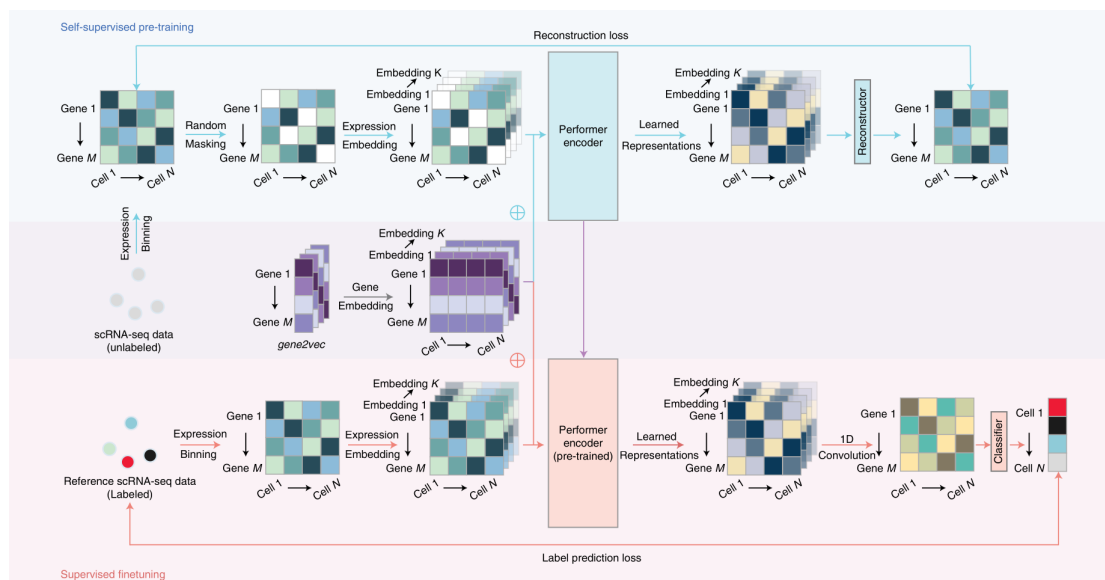 Self-supervised pre-training
Reconstruction loss
Gene 1
Gene M
Cell 1
Cell N
Random
Masking
Gene 1
Gene M
Cell 1
Cell N
Expression
Embedding
Embedding K
Embedding 1
Gene 1
Gene M
Cell 1
Cell N
Performer
encoder
Learned
Representations
Embedding K
Embedding 1
Gene 1
Gene M
Cell 1
Cell N
Reconstructor
Gene 1
Gene M
Cell 1
Cell N
Expression
Binning
scRNA-seq data
(unlabeled)
Gene 1
Gene M
gene2vec
Gene
Embedding
Embedding K
Embedding 1
Gene 1
Gene M
Cell 1
Cell N
Reference scRNA-seq data
(Labeled)
Expression
Binning
Gene 1
Gene M
Cell 1
Cell N
Expression
Embedding
Embedding K
Embedding 1
Gene 1
Gene M
Cell 1
Cell N
Performer
encoder
(pre-trained)
Learned
Representations
Embedding K
Embedding 1
Gene 1
Gene M
Cell 1
Cell N
1D
Convolution
Gene 1
Gene M
Cell 1
Cell N
Classifier
Cell 1
Cell N
Label prediction loss
Supervised finetuning